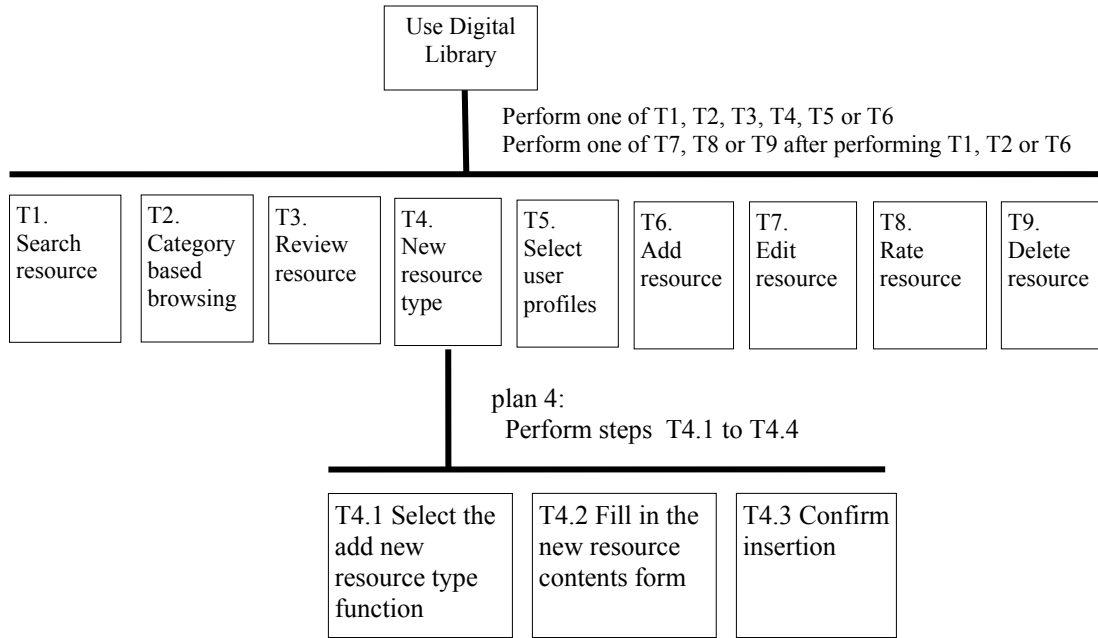 Use Digital
Library
Perform one of T1, T2, T3, T4, T5 or T6
Perform one of T7, T8 or T9 after performing T1, T2 or T6
T1.
Search
resource
T2.
Category
based
browsing
T3.
Review
resource
T4.
New
resource
type
T5.
Select
user
profiles
T6.
Add
resource
T7.
Edit
resource
T8.
Rate
resource
T9.
Delete
resource
plan 4:
Perform steps T4.1 to T4.4
T4.1 Select the
add new
resource type
function
T4.2 Fill in the
new resource
contents form
T4.3 Confirm
insertion